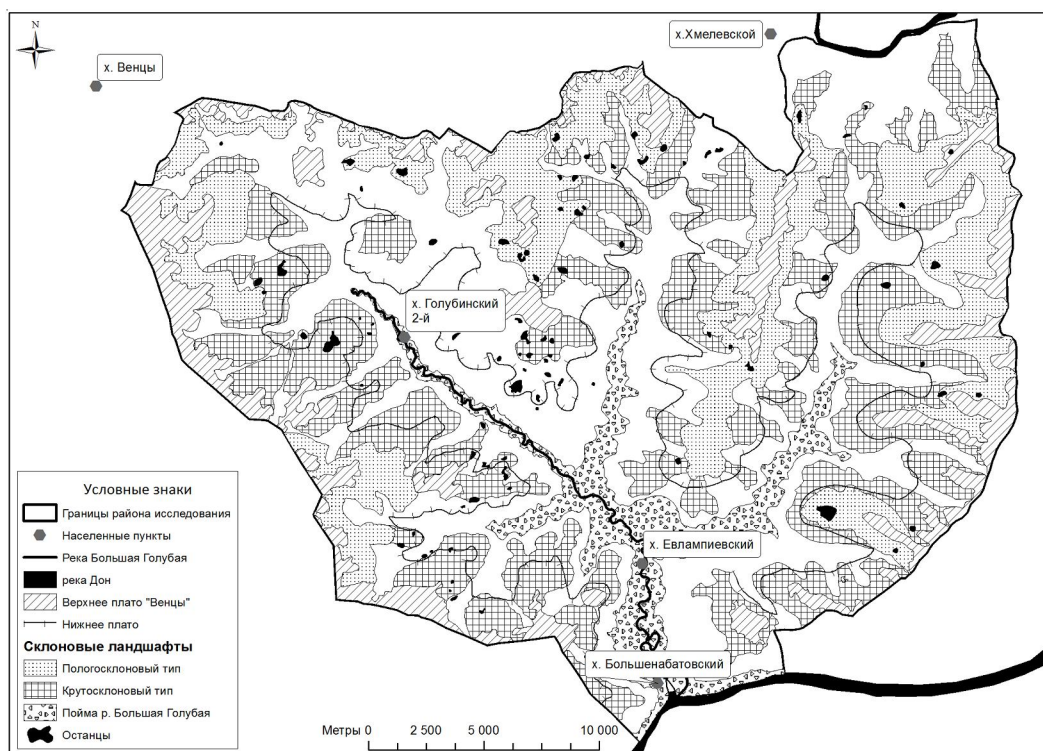 N
х. Венцы
х.Хмелевской
х. Голубинский
2-й
х. Евлампиевский
х. Большенабатовский
Условные знаки
Границы района исследования
Населенные пункты
Река Большая Голубая
река Дон
Верхнее плато "Венцы"
Нижнее плато
Склоновые ландшафты
Пологосклоновый тип
Крутосклоновый тип
Пойма р. Большая Голубая
Останцы
Метры 0 2 500 5 000 10 000